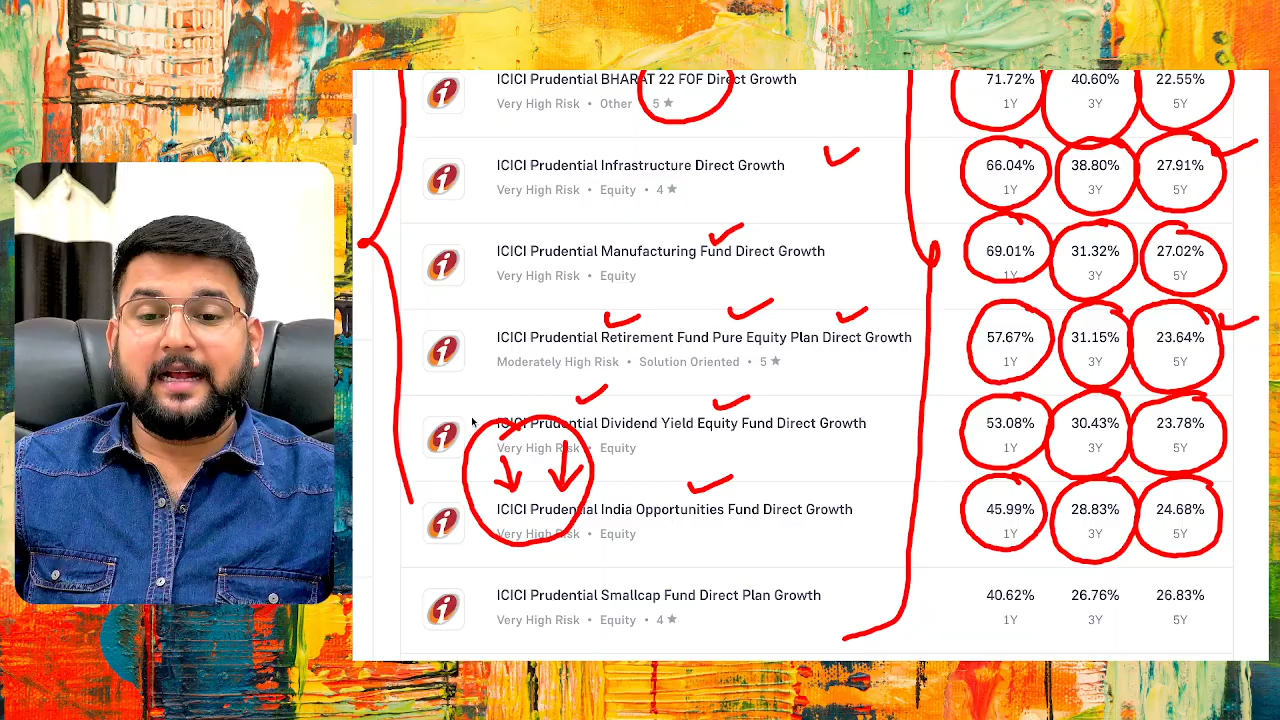 ICICI Prudential BHARAT 22 FOF Direct Growth 71.72% 40.60% 22.55%
Very High Risk • Other 5 ★ 1Y 3Y 5Y
ICICI Prudential Infrastructure Direct Growth 66.04% 38.80% 27.91%
Very High Risk • Equity • 4 ★ 1Y 3Y 5Y
ICICI Prudential Manufacturing Fund Direct Growth 69.01% 31.32% 27.02%
Very High Risk • Equity 1Y 3Y 5Y
ICICI Prudential Retirement Fund Pure Equity Plan Direct Growth 57.67% 31.15% 23.64%
Moderately High Risk • Solution Oriented • 5 ★ 1Y 3Y 5Y
ICICI Prudential Dividend Yield Equity Fund Direct Growth 53.08% 30.43% 23.78%
Very High Risk • Equity 1Y 3Y 5Y
ICICI Prudential India Opportunities Fund Direct Growth 45.99% 28.83% 24.68%
Very High Risk • Equity 1Y 3Y 5Y
ICICI Prudential Smallcap Fund Direct Plan Growth 40.62% 26.76% 26.83%
Very High Risk • Equity • 4 ★ 1Y 3Y 5Y